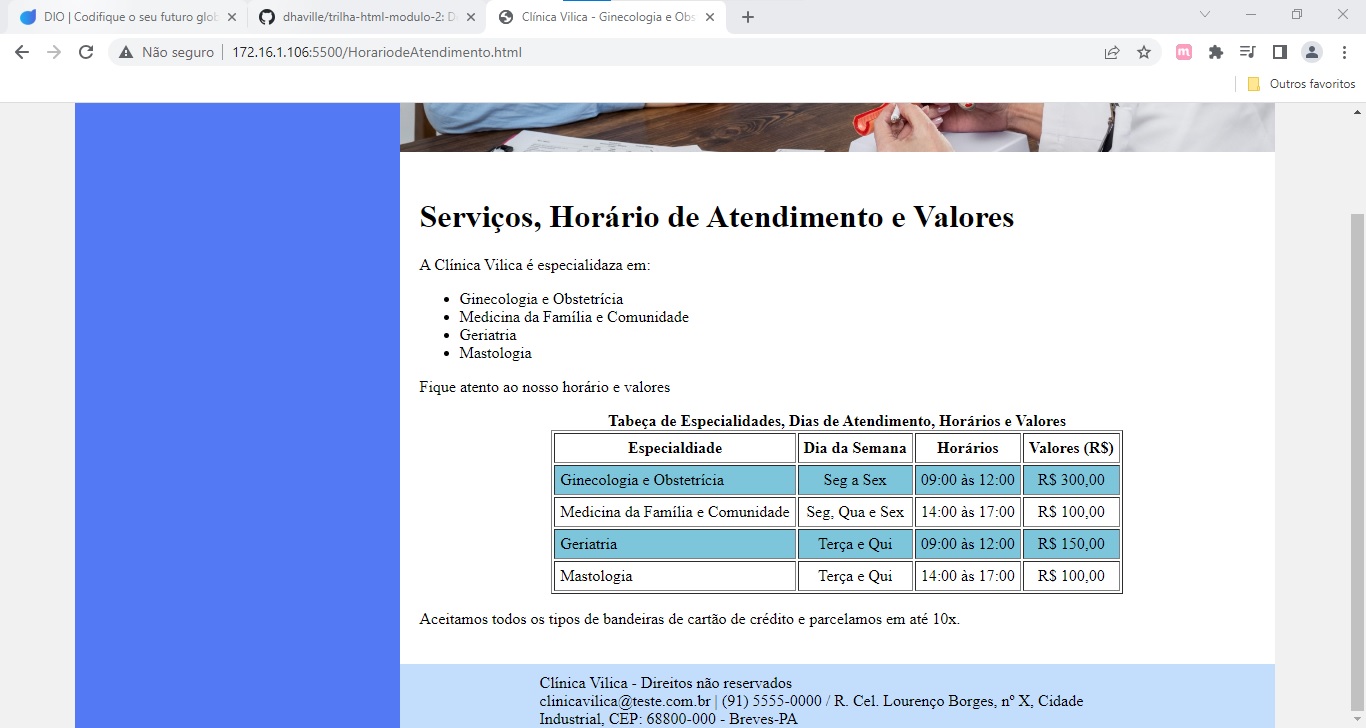 DIO | Codifique o seu futuro glob
dhaville/trilha-html-modulo-2: D
Clínica Vilica - Ginecologia e Obs
Não seguro
172.16.1.106:5500/HorariodeAtendimento.html
Outros favoritos
Serviços, Horário de Atendimento e Valores
A Clínica Vilica é especialidaza em:
Ginecologia e Obstetrícia
Medicina da Família e Comunidade
Geriatria
Mastologia
Fique atento ao nosso horário e valores
Tabeça de Especialidades, Dias de Atendimento, Horários e Valores
Especialdiade Dia da Semana Horários Valores (R$)
Ginecologia e Obstetrícia Seg a Sex 09:00 às 12:00 R$ 300,00
Medicina da Família e Comunidade Seg, Qua e Sex 14:00 às 17:00 R$ 100,00
Geriatria Terça e Qui 09:00 às 12:00 R$ 150,00
Mastologia Terça e Qui 14:00 às 17:00 R$ 100,00
Aceitamos todos os tipos de bandeiras de cartão de crédito e parcelamos em até 10x.
Clínica Vilica - Direitos não reservados
clinicavilica@teste.com.br | (91) 5555-0000 / R. Cel. Lourenço Borges, nº X, Cidade
Industrial, CEP: 68800-000 - Breves-PA